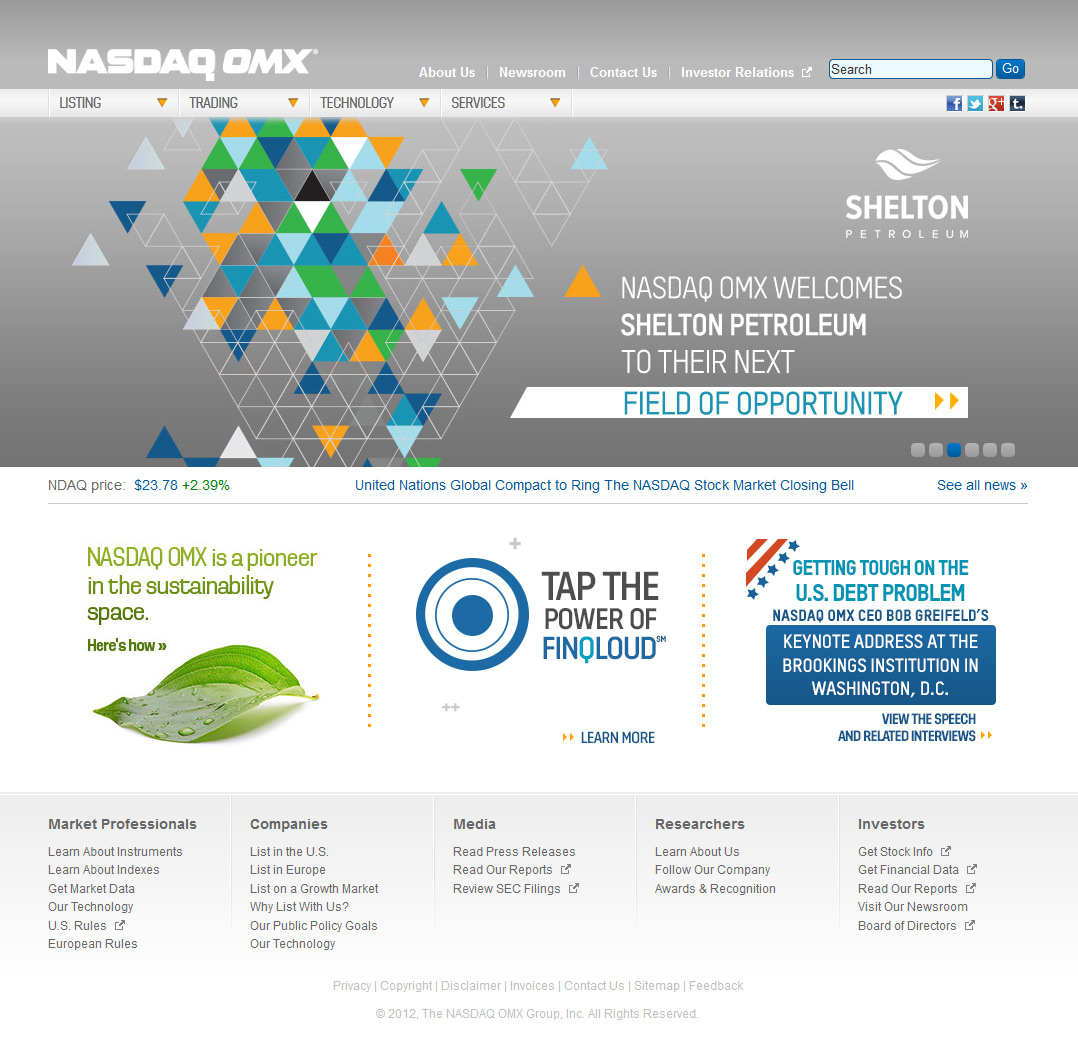 NASDAQ OMX®
About Us
Newsroom
Contact Us
Investor Relations
Search
Go
LISTING
TRADING
TECHNOLOGY
SERVICES
f
g+
t.
SHELTON
PETROLEUM
NASDAQ OMX WELCOMES
SHELTON PETROLEUM
TO THEIR NEXT
FIELD OF OPPORTUNITY
NDAQ price: $23.78 +2.39%
United Nations Global Compact to Ring The NASDAQ Stock Market Closing Bell
See all news »
NASDAQ OMX is a pioneer
in the sustainability
space.
Here's how »
TAP THE
POWER OF
FINQLOUD℠
LEARN MORE
GETTING TOUGH ON THE
U.S. DEBT PROBLEM
NASDAQ OMX CEO BOB GREIFELD'S
KEYNOTE ADDRESS AT THE
BROOKINGS INSTITUTION IN
WASHINGTON, D.C.
VIEW THE SPEECH
AND RELATED INTERVIEWS
Market Professionals
Learn About Instruments
Learn About Indexes
Get Market Data
Our Technology
U.S. Rules
European Rules
Companies
List in the U.S.
List in Europe
List on a Growth Market
Why List With Us?
Our Public Policy Goals
Our Technology
Media
Read Press Releases
Read Our Reports
Review SEC Filings
Researchers
Learn About Us
Follow Our Company
Awards & Recognition
Investors
Get Stock Info
Get Financial Data
Read Our Reports
Visit Our Newsroom
Board of Directors
Privacy | Copyright | Disclaimer | Invoices | Contact Us | Sitemap | Feedback
© 2012, The NASDAQ OMX Group, Inc. All Rights Reserved.